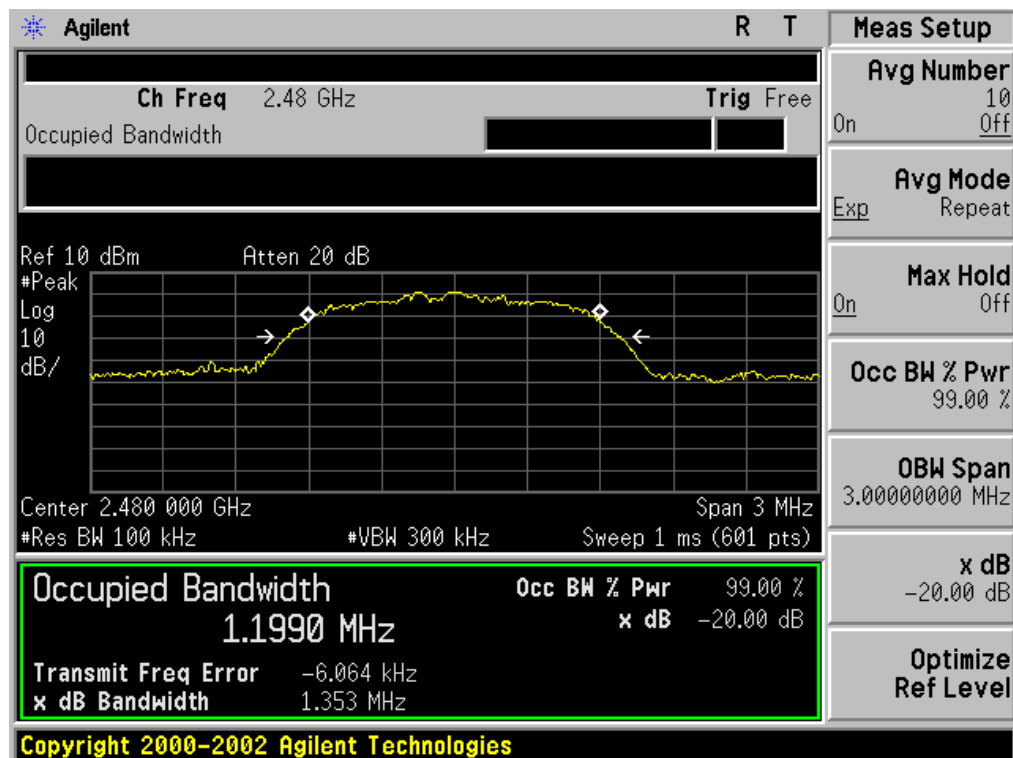 Agilent R T
Ch Freq 2.48 GHz Trig Free
Occupied Bandwidth
Ref 10 dBm Atten 20 dB
#Peak
Log
10
dB/
Center 2.480 000 GHz Span 3 MHz
#Res BW 100 kHz #VBW 300 kHz Sweep 1 ms (601 pts)
Occupied Bandwidth
1.1990 MHz
Occ BW % Pwr 99.00 %
x dB -20.00 dB
Transmit Freq Error -6.064 kHz
x dB Bandwidth 1.353 MHz
Copyright 2000-2002 Agilent Technologies
Meas Setup
Avg Number
10
On Off
Avg Mode
Exp Repeat
Max Hold
On Off
Occ BW % Pwr
99.00 %
OBW Span
3.00000000 MHz
x dB
-20.00 dB
Optimize
Ref Level